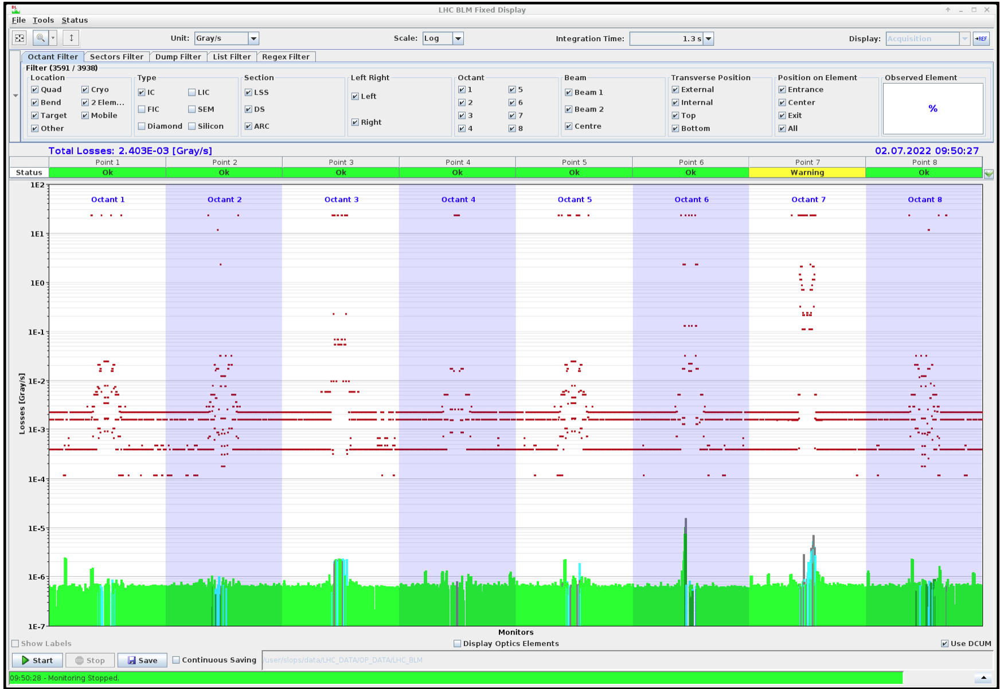 BL
LHC BLM Fixed Display
File Tools Status
Unit: Gray/s Scale: Log Integration Time: 1.3 s Display: Acquisition →REF
Octant Filter Sectors Filter Dump Filter List Filter Regex Filter
Filter (3591 / 3938)
Location Type Section Left Right Octant Beam Transverse Position Position on Element Observed Element
Quad Cryo IC LIC LSS Left 1 5 Beam 1 External Entrance
Bend 2 Elem... FIC SEM DS 2 6 Beam 2 Internal Center %
Target Mobile Diamond Silicon ARC Right 3 7 Centre Top Exit
Other 4 8 Bottom All
Total Losses: 2.403E-03 [Gray/s] 02.07.2022 09:50:27
Point 1 Point 2 Point 3 Point 4 Point 5 Point 6 Point 7 Point 8
Status Ok Ok Ok Ok Ok Ok Warning Ok
1E2
Octant 1 Octant 2 Octant 3 Octant 4 Octant 5 Octant 6 Octant 7 Octant 8
1E1
1E0
1E-1
1E-2
Losses [Gray/s]
1E-3
1E-4
1E-5
1E-6
1E-7
Monitors
Show Labels Display Optics Elements Use DCUM
Start Stop Save Continuous Saving /user/slops/data/LHC_DATA/OP_DATA/LHC_BLM
09:50:28 - Monitoring Stopped.